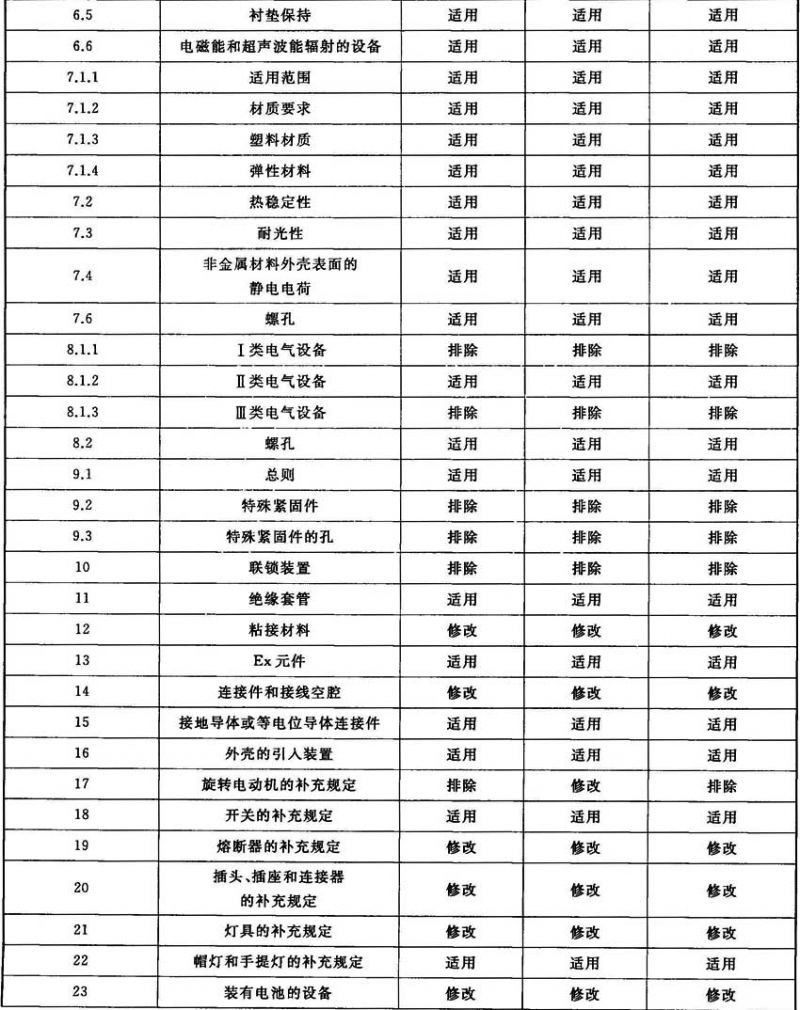 6.5 衬垫保持 适用 适用 适用
6.6 电磁能和超声波能辐射的设备 适用 适用 适用
7.1.1 适用范围 适用 适用 适用
7.1.2 材质要求 适用 适用 适用
7.1.3 塑料材质 适用 适用 适用
7.1.4 弹性材料 适用 适用 适用
7.2 热稳定性 适用 适用 适用
7.3 耐光性 适用 适用 适用
7.4 非金属材料外壳表面的 适用 适用 适用
静电电荷
7.6 螺孔 适用 适用 适用
8.1.1 Ⅰ类电气设备 排除 排除 排除
8.1.2 Ⅱ类电气设备 适用 适用 适用
8.1.3 Ⅲ类电气设备 排除 排除 排除
8.2 螺孔 适用 适用 适用
9.1 总则 适用 适用 适用
9.2 特殊紧固件 排除 排除 排除
9.3 特殊紧固件的孔 排除 排除 排除
10 联锁装置 排除 排除 排除
11 绝缘套管 适用 适用 适用
12 粘接材料 修改 修改 修改
13 Ex 元件 适用 适用 适用
14 连接件和接线空腔 修改 修改 修改
15 接地导体或等电位导体连接件 适用 适用 适用
16 外壳的引入装置 适用 适用 适用
17 旋转电动机的补充规定 排除 修改 排除
18 开关的补充规定 适用 适用 适用
19 熔断器的补充规定 修改 修改 修改
20 插头、插座和连接器 修改 修改 修改
的补充规定
21 灯具的补充规定 修改 修改 修改
22 帽灯和手提灯的补充规定 适用 适用 适用
23 装有电池的设备 修改 修改 修改